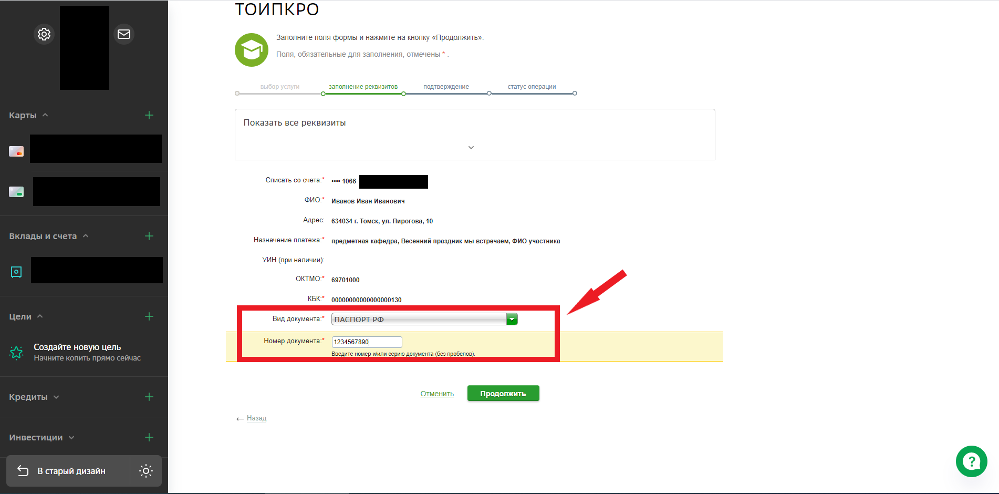 ТОИПКРО
Заполните поля формы и нажмите на кнопку «Продолжить».
Поля, обязательные для заполнения, отмечены * .
выбор услуги
заполнение реквизитов
подтверждение
статус операции
Показать все реквизиты
Списать со счета:* •••• 1066
ФИО:* Иванов Иван Иванович
Адрес: 634034 г. Томск, ул. Пирогова, 10
Назначение платежа:* предметная кафедра, Весенний праздник мы встречаем, ФИО участника
УИН (при наличии):
ОКТМО:* 69701000
КБК:* 00000000000000000130
Вид документа:* ПАСПОРТ РФ
Номер документа:* 1234567890
Введите номер и/или серию документа (без пробелов).
Отменить
Продолжить
← Назад
Карты
Вклады и счета
Цели
Создайте новую цель
Начните копить прямо сейчас
Кредиты
Инвестиции
В старый дизайн
?